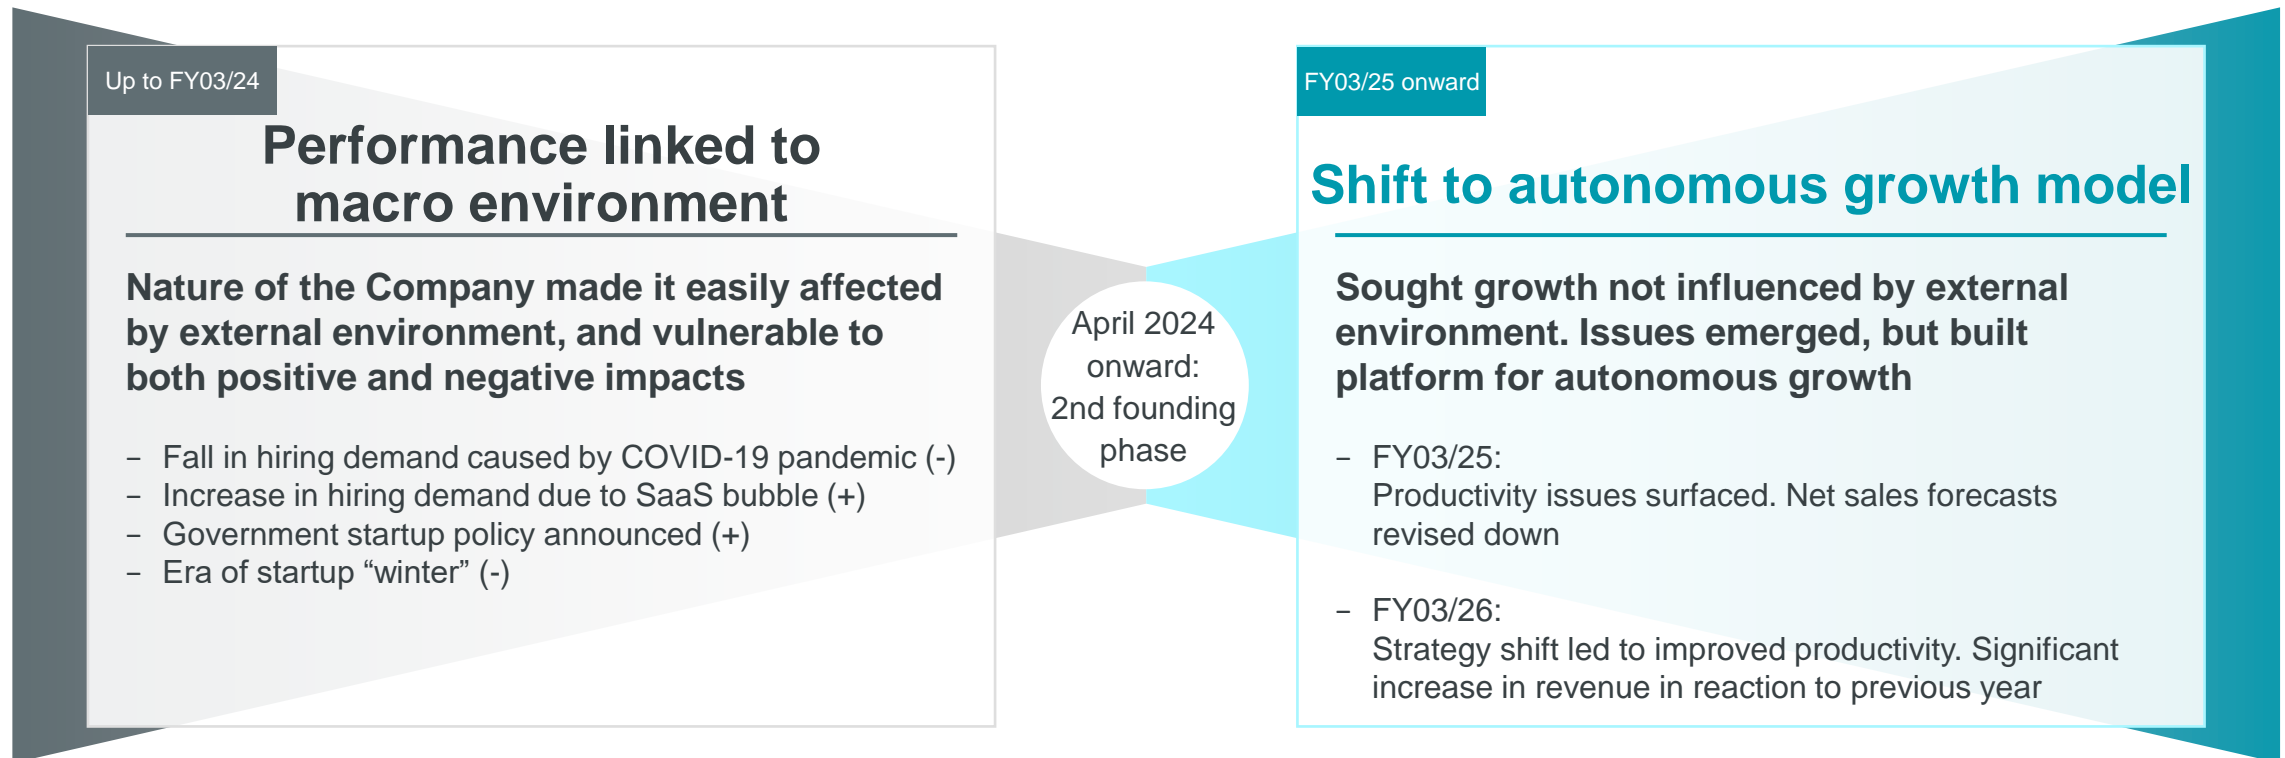 Up to FY03/24
Performance linked to
macro environment
Nature of the Company made it easily affected
by external environment, and vulnerable to
both positive and negative impacts
− Fall in hiring demand caused by COVID-19 pandemic (-)
− Increase in hiring demand due to SaaS bubble (+)
− Government startup policy announced (+)
− Era of startup “winter” (-)
April 2024
onward:
2nd founding
phase
FY03/25 onward
Shift to autonomous growth model
Sought growth not influenced by external
environment. Issues emerged, but built
platform for autonomous growth
− FY03/25:
Productivity issues surfaced. Net sales forecasts
revised down
− FY03/26:
Strategy shift led to improved productivity. Significant
increase in revenue in reaction to previous year